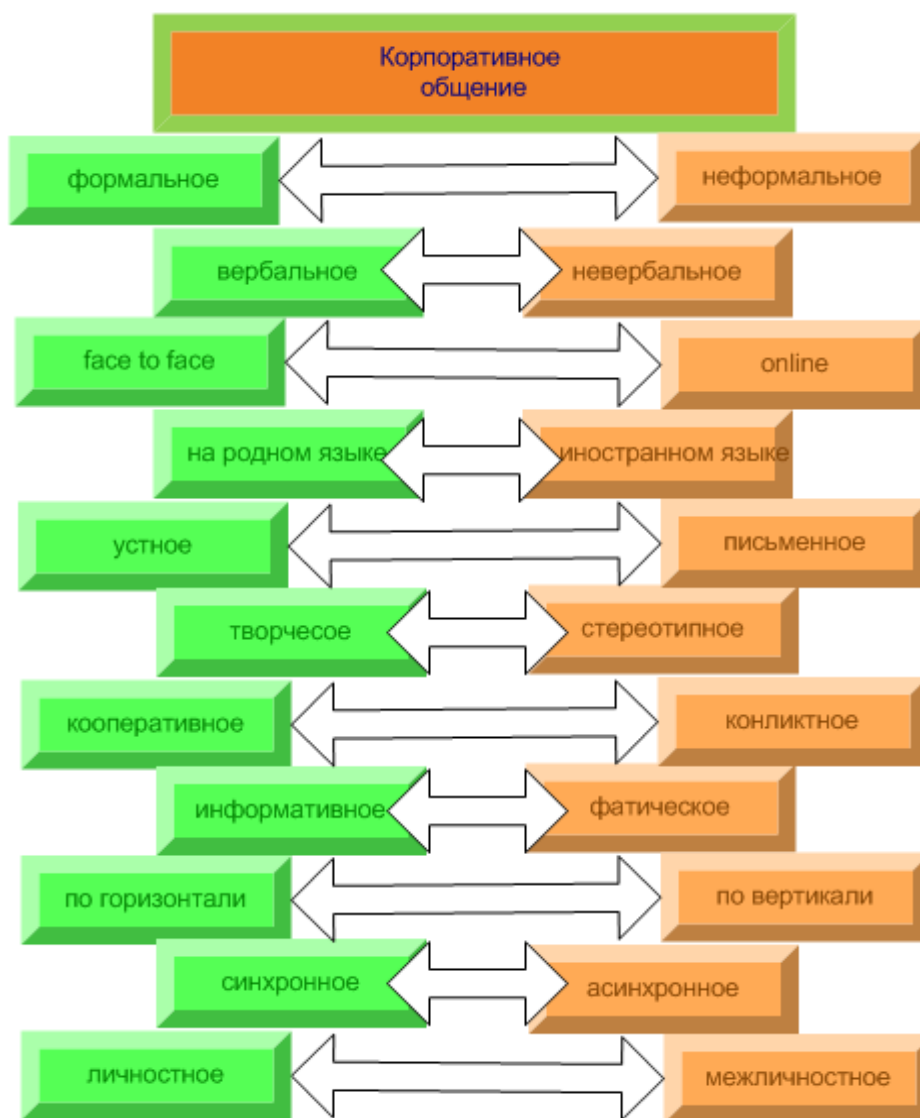 Корпоративное
общение
формальное
неформальное
вербальное
невербальное
face to face
online
на родном языке
иностранном языке
устное
письменное
творчесое
стереотипное
кооперативное
конликтное
информативное
фатическое
по горизонтали
по вертикали
синхронное
асинхронное
личностное
межличностное